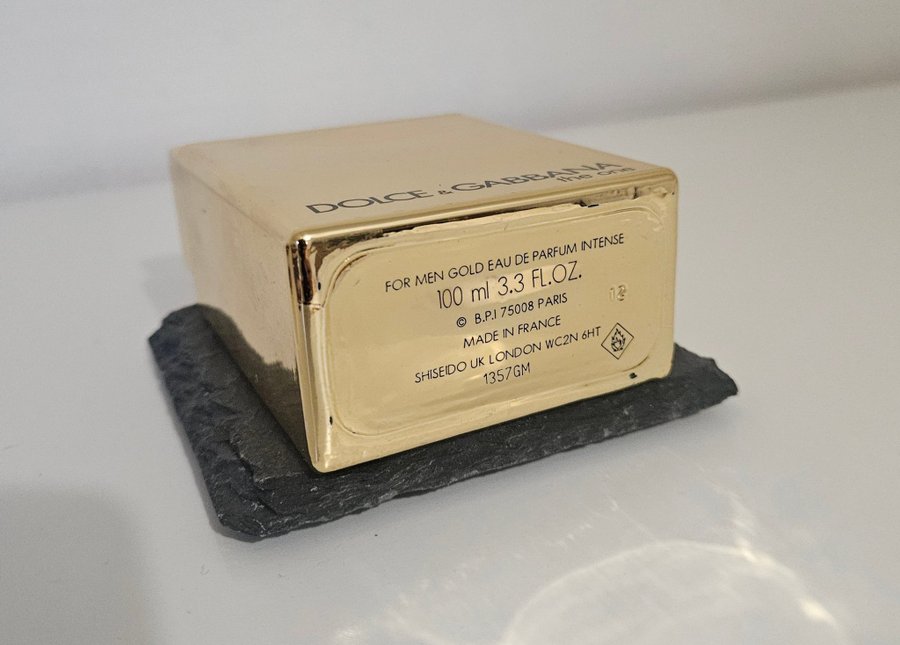 DOLCE & GABBANA
the one
FOR MEN GOLD EAU DE PARFUM INTENSE
100 ml 3.3 FL.OZ.
© B.P.I 75008 PARIS
MADE IN FRANCE
SHISEIDO UK LONDON WC2N 6HT
1357GM